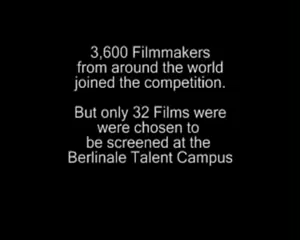 3,600 Filmmakers
from around the world
joined the competition.
But only 32 Films were
were chosen to
be screened at the
Berlinale Talent Campus